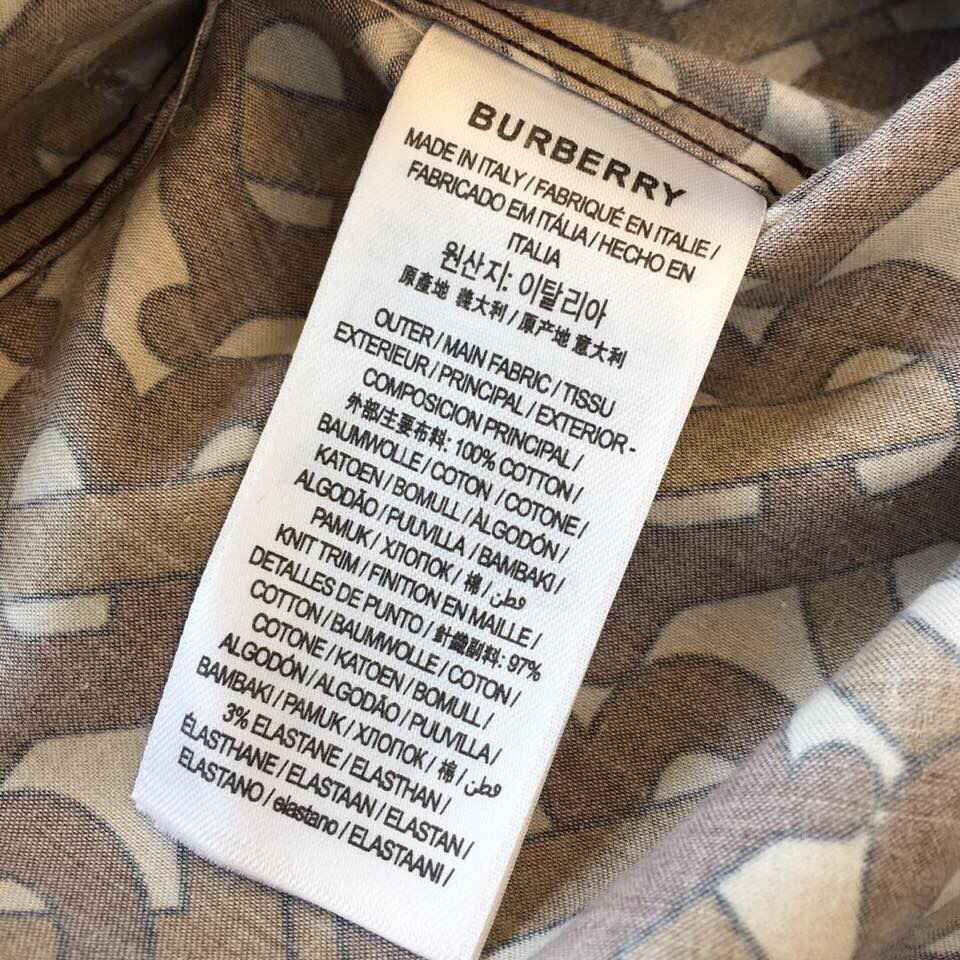 BURBERRY
MADE IN ITALY / FABRIQUÉ EN ITALIE /
FABRICADO EM ITÁLIA / HECHO EN
ITALIA
원산지: 이탈리아
原產地 義大利 / 原产地 意大利
OUTER / MAIN FABRIC / TISSU
EXTERIEUR / PRINCIPAL / EXTERIOR -
COMPOSICION PRINCIPAL /
外部/主要布料: 100% COTTON /
BAUMWOLLE / COTON / COTONE /
KATOEN / BOMULL / ALGODÓN /
ALGODÃO / PUUVILLA / BAMBAKI /
PAMUK / ХЛОПОК / 棉 / قطن /
KNIT TRIM / FINITION EN MAILLE /
DETALLES DE PUNTO / 針織副料: 97%
COTTON / BAUMWOLLE / COTON /
COTONE / KATOEN / BOMULL /
ALGODÓN / ALGODÃO / PUUVILLA /
BAMBAKI / PAMUK / ХЛОПОК / 棉 / قطن /
3% ELASTANE / ELASTHAN /
ÉLASTHANE / ELASTAAN / ELASTAN /
ELASTANO / elastano / ELASTAANI /